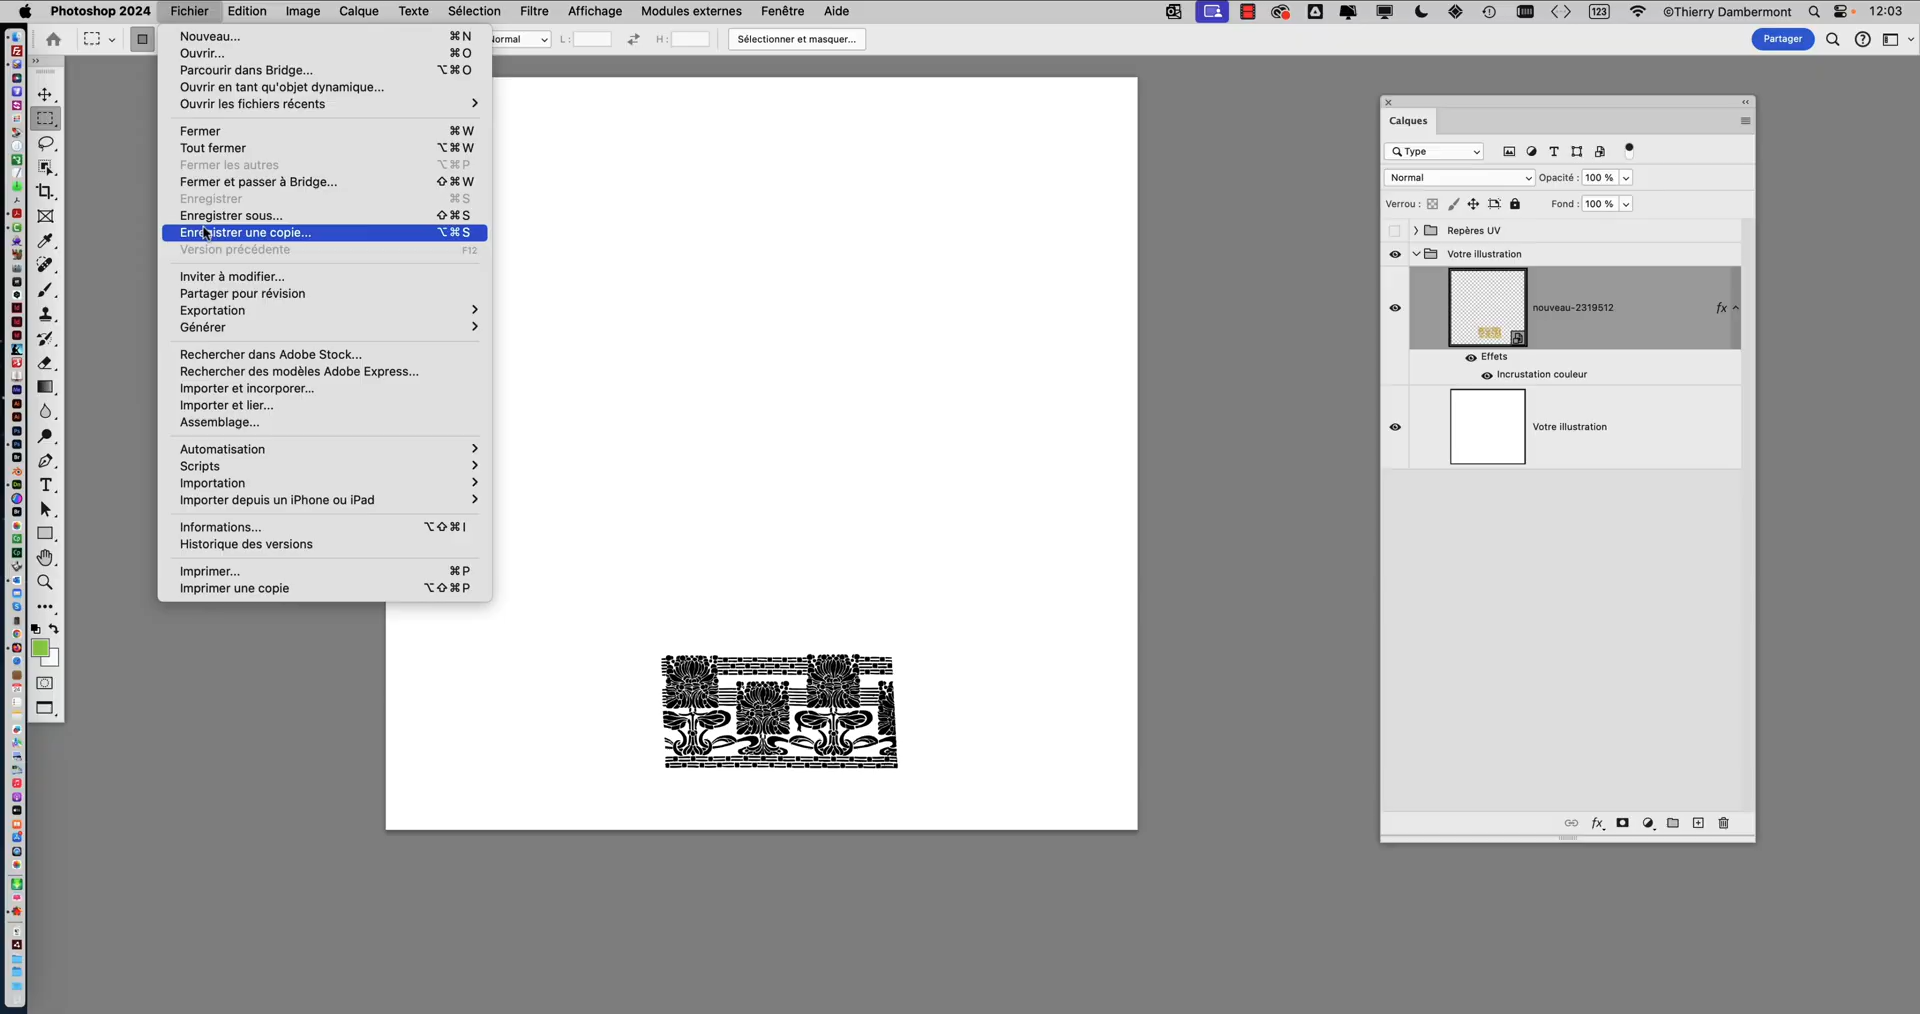 Photoshop 2024 Fichier Edition Image Calque Texte Sélection Filtre Affichage Modules externes Fenêtre Aide 123 ©Thierry Dambermont 12:03
ormal L : H : Sélectionner et masquer... Partager
Nouveau... ⌘N
Ouvrir... ⌘O
Parcourir dans Bridge... ⌥⌘O
Ouvrir en tant qu'objet dynamique...
Ouvrir les fichiers récents
Fermer ⌘W
Tout fermer ⌥⌘W
Fermer les autres ⌥⌘P
Fermer et passer à Bridge... ⇧⌘W
Enregistrer ⌘S
Enregistrer sous... ⇧⌘S
Enregistrer une copie... ⌥⌘S
Version précédente F12
Inviter à modifier...
Partager pour révision
Exportation
Générer
Rechercher dans Adobe Stock...
Rechercher des modèles Adobe Express...
Importer et incorporer...
Importer et lier...
Assemblage...
Automatisation
Scripts
Importation
Importer depuis un iPhone ou iPad
Informations... ⌥⇧⌘I
Historique des versions
Imprimer... ⌘P
Imprimer une copie ⌥⇧⌘P
Calques
Type
Normal Opacité : 100 %
Verrou : Fond : 100 %
Repères UV
Votre illustration
nouveau-2319512 fx
Effets
Incrustation couleur
Votre illustration
fx